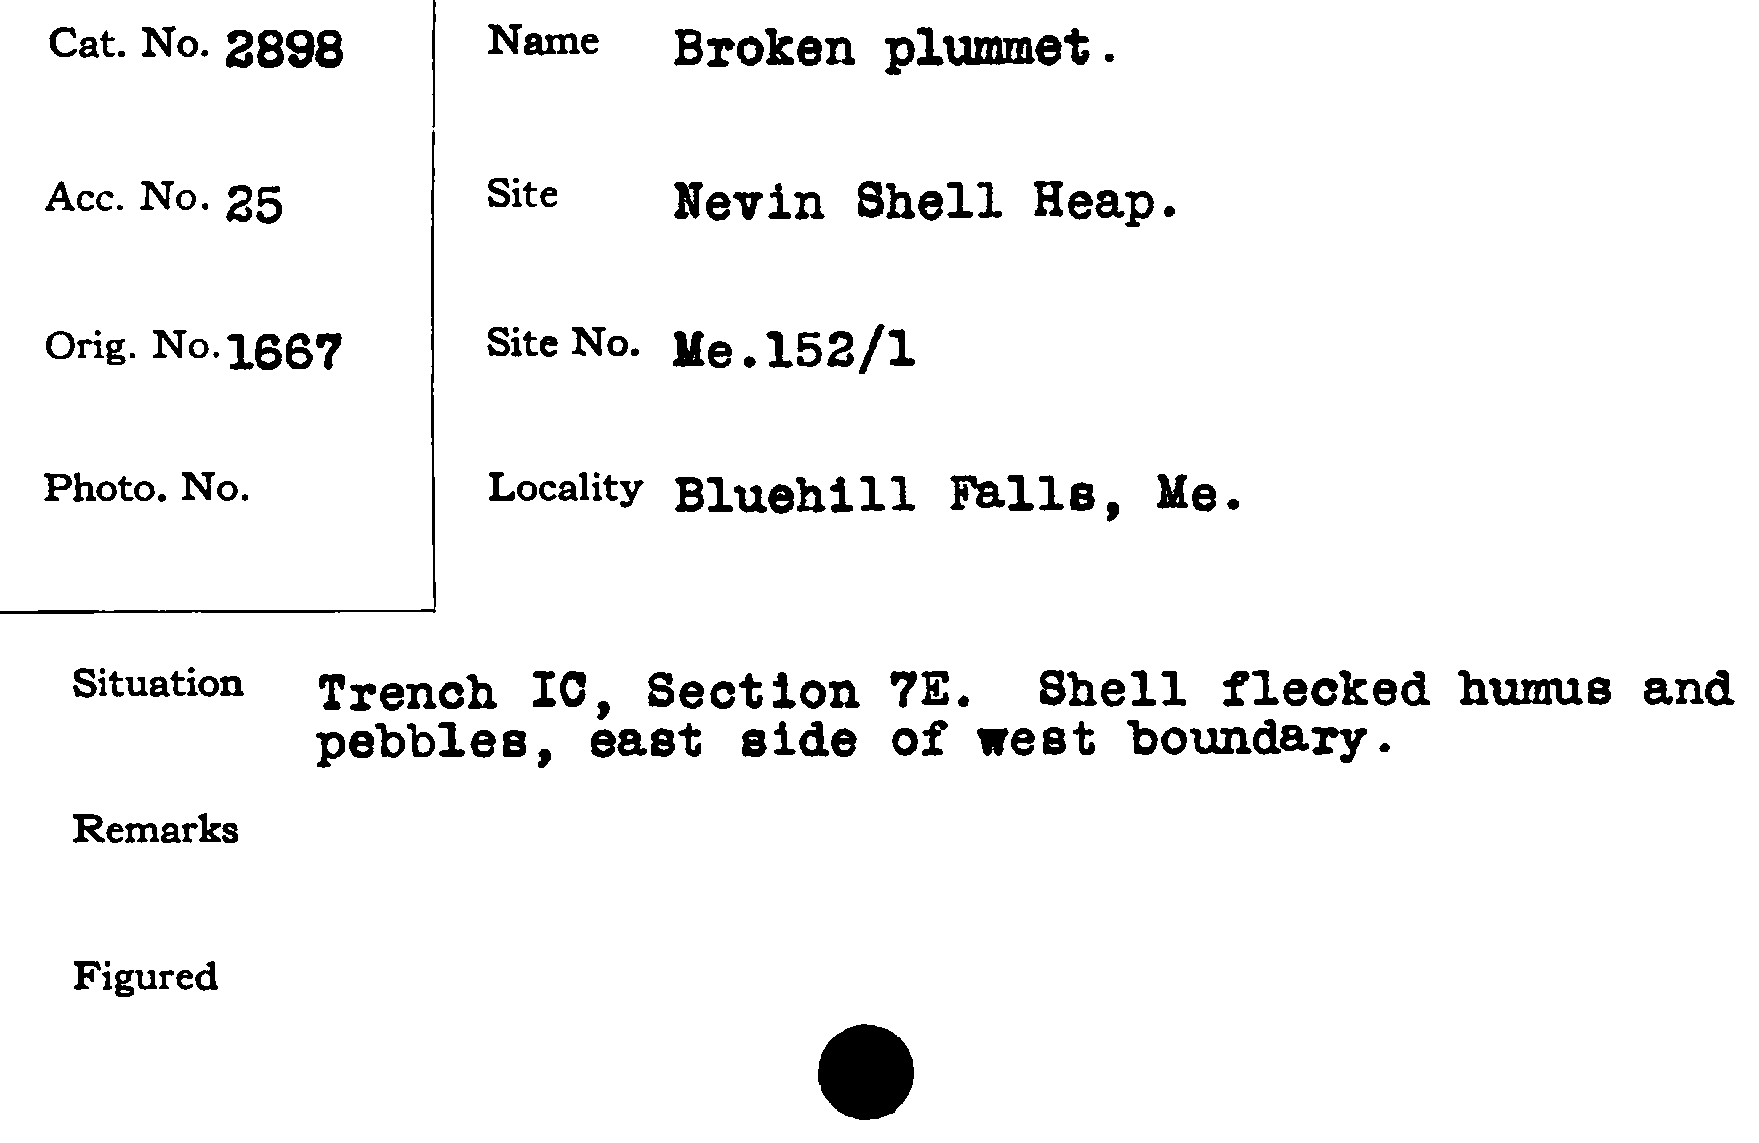 Cat. No. 2898
Name Broken plummet.
Acc. No. 25
Site Nevin Shell Heap.
Orig. No. 1667
Site No. Me.152/1
Photo. No.
Locality Bluehill Falls, Me.
Situation Trench IC, Section 7E. Shell flecked humus and
pebbles, east side of west boundary.
Remarks
Figured